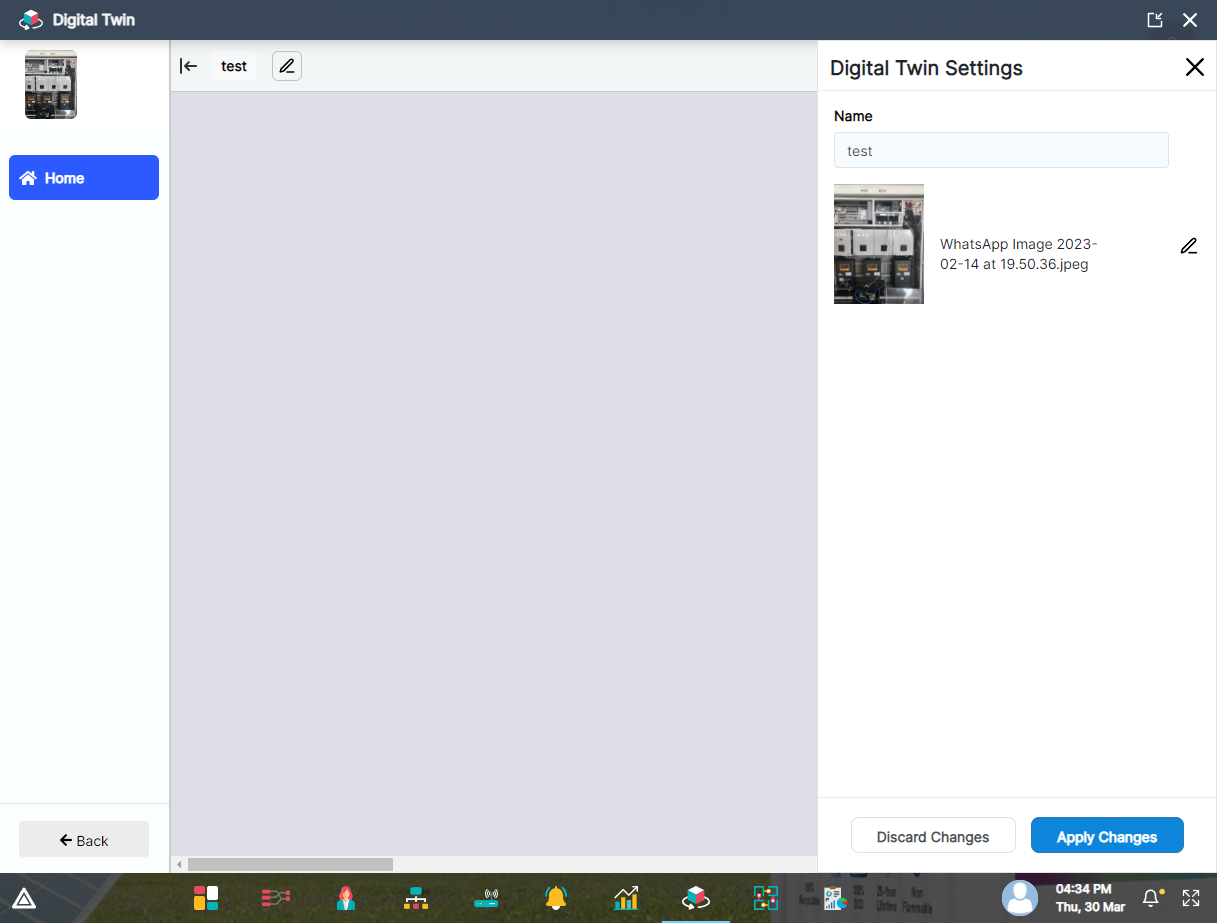 Digital Twin
test
Digital Twin Settings
Name
test
WhatsApp Image 2023-
02-14 at 19.50.36.jpeg
Home
Back
Discard Changes
Apply Changes
04:34 PM
Thu, 30 Mar